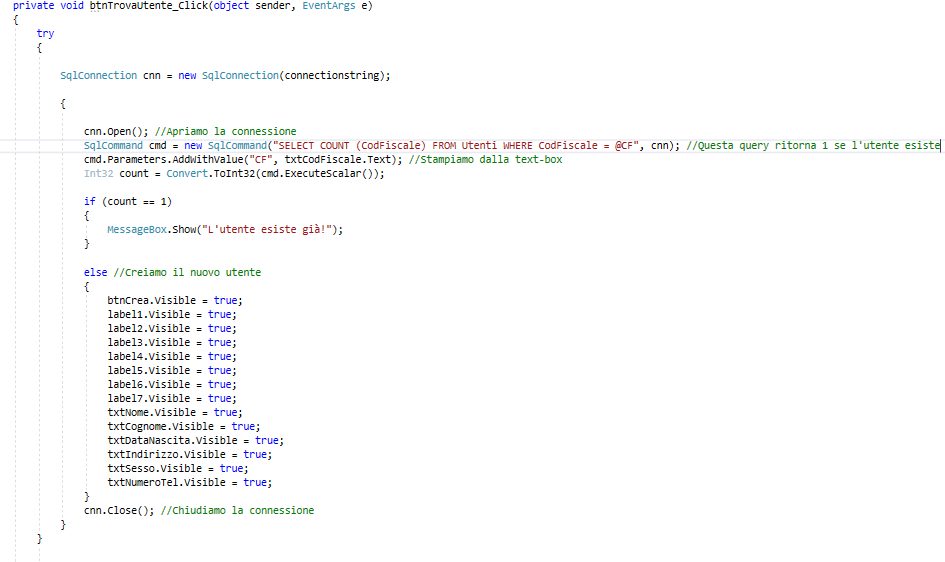 private void btnTrovaUtente_Click(object sender, EventArgs e)
{
try
{
SqlConnection cnn = new SqlConnection(connectionstring);
{
cnn.Open(); //Apriamo la connessione
SqlCommand cmd = new SqlCommand("SELECT COUNT (CodFiscale) FROM Utenti WHERE CodFiscale = @CF", cnn); //Questa query ritorna 1 se l'utente esiste
cmd.Parameters.AddWithValue("CF", txtCodFiscale.Text); //Stampiamo dalla text-box
Int32 count = Convert.ToInt32(cmd.ExecuteScalar());
if (count == 1)
{
MessageBox.Show("L'utente esiste già!");
}
else //Creiamo il nuovo utente
{
btnCrea.Visible = true;
label1.Visible = true;
label2.Visible = true;
label3.Visible = true;
label4.Visible = true;
label5.Visible = true;
label6.Visible = true;
label7.Visible = true;
txtNome.Visible = true;
txtCognome.Visible = true;
txtDataNascita.Visible = true;
txtIndirizzo.Visible = true;
txtSesso.Visible = true;
txtNumeroTel.Visible = true;
}
cnn.Close(); //Chiudiamo la connessione
}
}